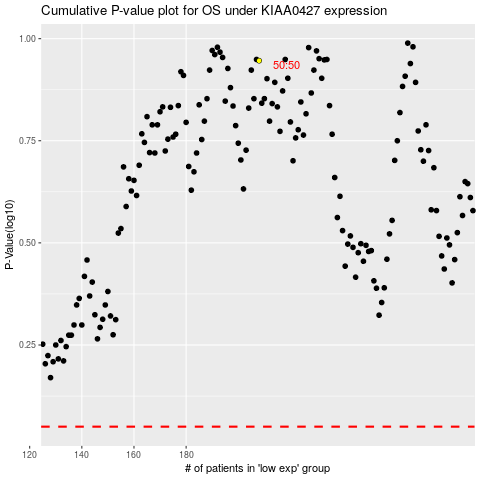 Cumulative P-value plot for OS under KIAA0427 expression
1.00
50:50
0.75
P-Value(log10)
0.50
0.25
120 140 160 180
# of patients in 'low exp' group